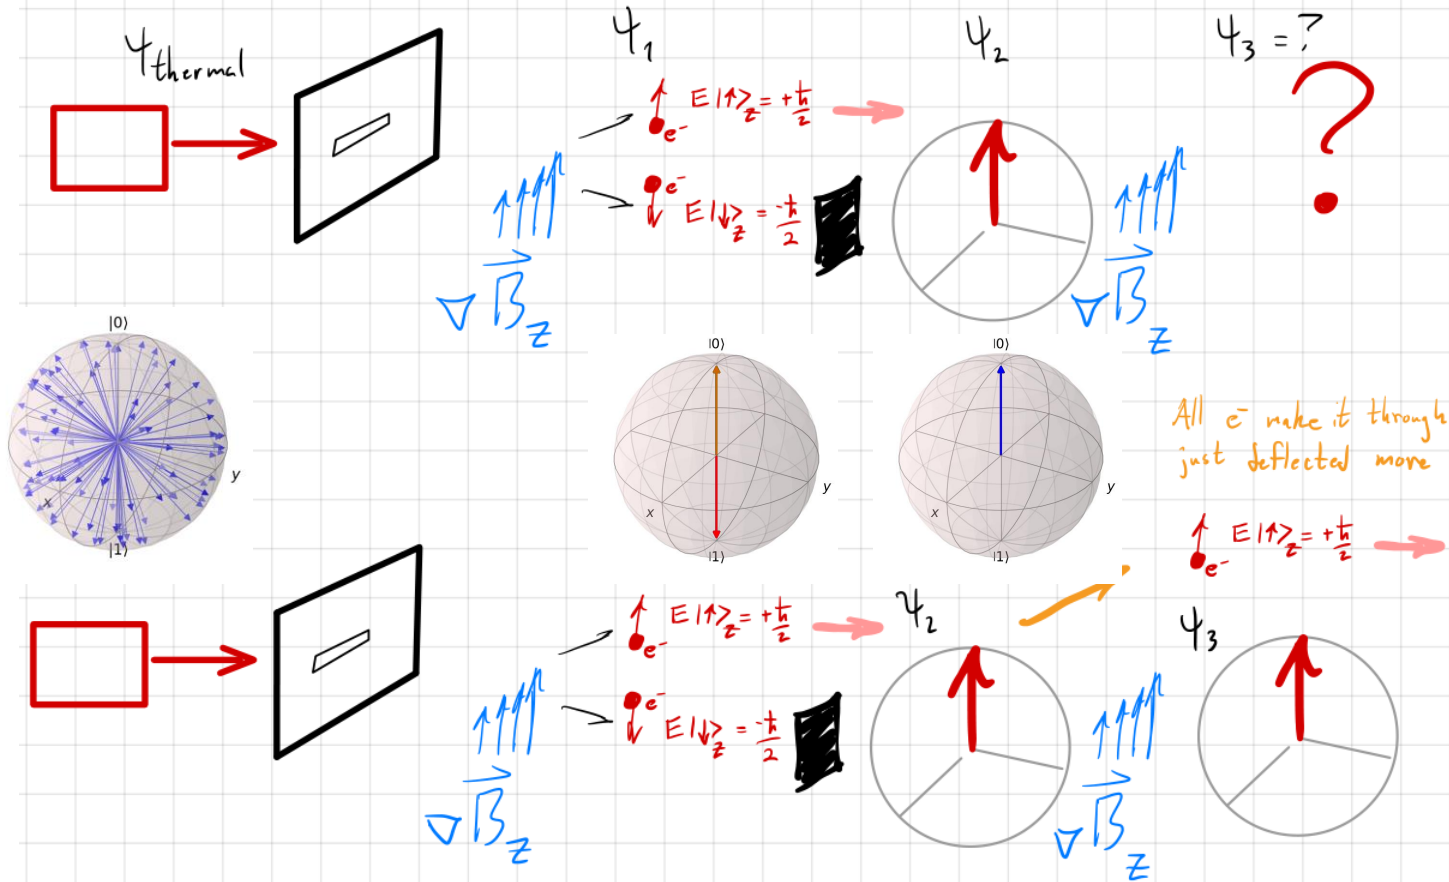 Ψthermal
Ψ1
Ψ2
Ψ3 = ?
?
e⁻ E|↑⟩z = +ħ/2
e⁻ E|↓⟩z = -ħ/2
∇B⃗z
∇B⃗z
|0⟩
x
y
|1⟩
|0⟩
x
y
|1⟩
|0⟩
x
y
|1⟩
All e⁻ make it through
just deflected more
e⁻ E|↑⟩z = +ħ/2
e⁻ E|↑⟩z = +ħ/2
Ψ2
Ψ3
e⁻ E|↓⟩z = -ħ/2
∇B⃗z
∇B⃗z